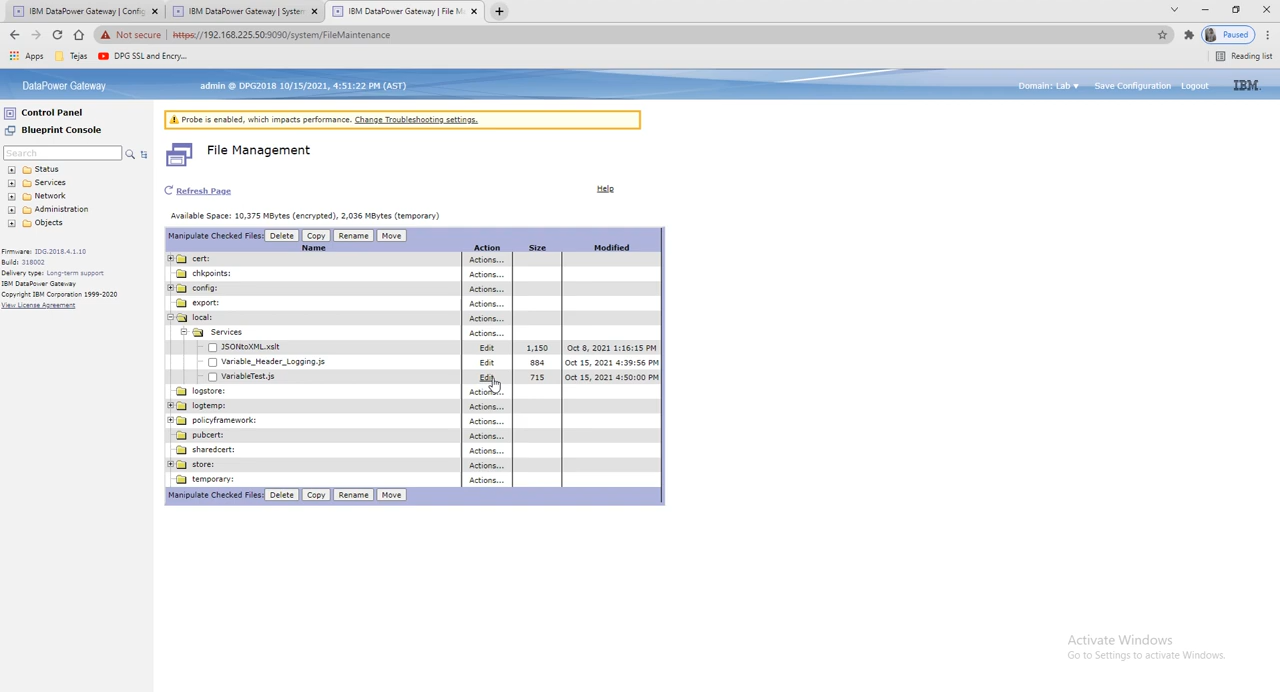 IBM DataPower Gateway | Config
IBM DataPower Gateway | System
IBM DataPower Gateway | File M
Not secure | https://192.168.225.50:9090/system/FileMaintenance
Paused
Apps
Tejas
DPG SSL and Encry...
Reading list
DataPower Gateway
admin @ DPG2018 10/15/2021, 4:51:22 PM (AST)
Domain: Lab ▾
Save Configuration
Logout
IBM.
Control Panel
Blueprint Console
Search
Status
Services
Network
Administration
Objects
Firmware: IDG.2018.4.1.10
Build: 318002
Delivery type: Long-term support
IBM DataPower Gateway
Copyright IBM Corporation 1999-2020
View License Agreement
Probe is enabled, which impacts performance. Change Troubleshooting settings.
File Management
Refresh Page
Help
Available Space: 10,375 MBytes (encrypted), 2,036 MBytes (temporary)
Manipulate Checked Files: Delete Copy Rename Move
Name Action Size Modified
cert: Actions...
chkpoints: Actions...
config: Actions...
export: Actions...
local: Actions...
Services Actions...
JSONtoXML.xslt Edit 1,150 Oct 8, 2021 1:16:15 PM
Variable_Header_Logging.js Edit 884 Oct 15, 2021 4:39:56 PM
VariableTest.js Edit 715 Oct 15, 2021 4:50:00 PM
logstore: Actions...
logtemp: Actions...
policyframework: Actions...
pubcert: Actions...
sharedcert: Actions...
store: Actions...
temporary: Actions...
Manipulate Checked Files: Delete Copy Rename Move
Activate Windows
Go to Settings to activate Windows.